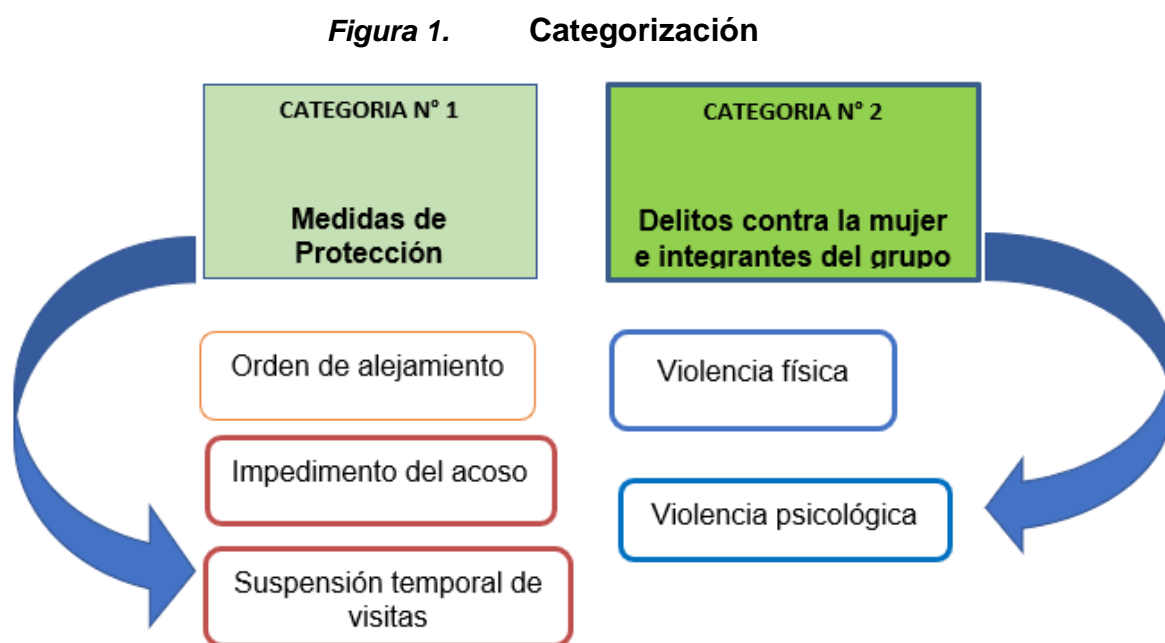 Figura 1. Categorización
CATEGORIA N° 1
Medidas de
Protección
CATEGORIA N° 2
Delitos contra la mujer
e integrantes del grupo
Orden de alejamiento
Impedimento del acoso
Suspensión temporal de
visitas
Violencia física
Violencia psicológica